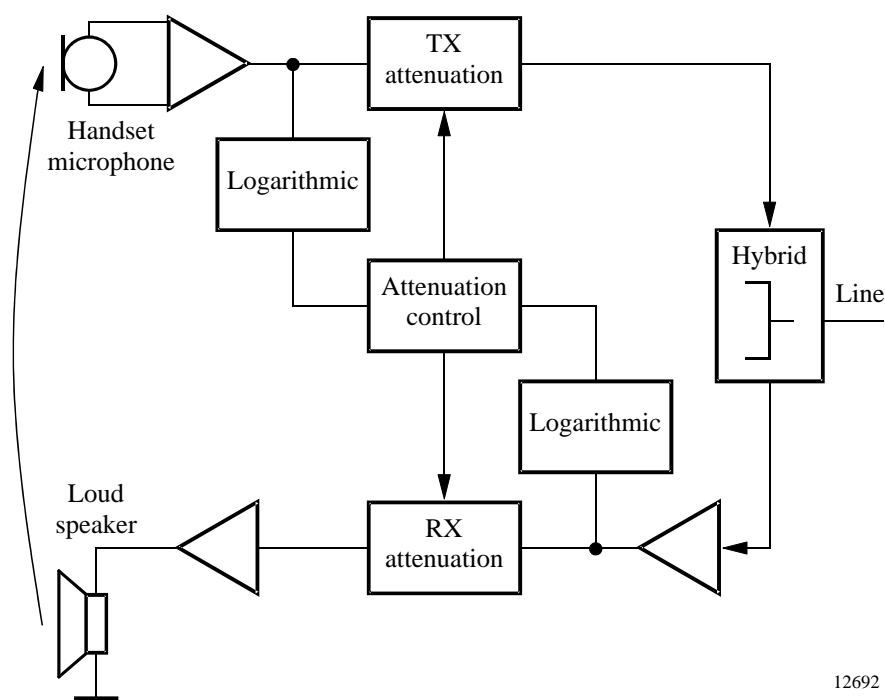 TX
attenuation
Handset
microphone
Logarithmic
Hybrid
Attenuation
control
Line
Logarithmic
Loud
speaker
RX
attenuation
12692